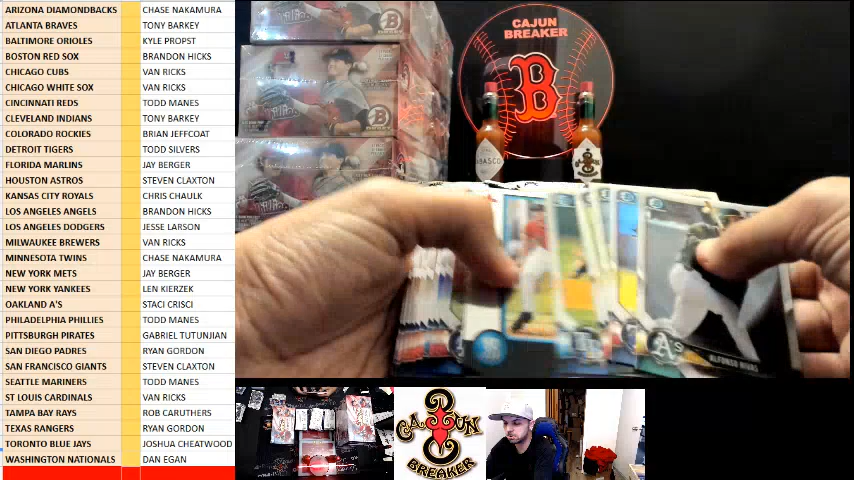 ARIZONA DIAMONDBACKS CHASE NAKAMURA
ATLANTA BRAVES TONY BARKEY
BALTIMORE ORIOLES KYLE PROPST
BOSTON RED SOX BRANDON HICKS
CHICAGO CUBS VAN RICKS
CHICAGO WHITE SOX VAN RICKS
CINCINNATI REDS TODD MANES
CLEVELAND INDIANS TONY BARKEY
COLORADO ROCKIES BRIAN JEFFCOAT
DETROIT TIGERS TODD SILVERS
FLORIDA MARLINS JAY BERGER
HOUSTON ASTROS STEVEN CLAXTON
KANSAS CITY ROYALS CHRIS CHAULK
LOS ANGELES ANGELS BRANDON HICKS
LOS ANGELES DODGERS JESSE LARSON
MILWAUKEE BREWERS VAN RICKS
MINNESOTA TWINS CHASE NAKAMURA
NEW YORK METS JAY BERGER
NEW YORK YANKEES LEN KIERZEK
OAKLAND A'S STACI CRISCI
PHILADELPHIA PHILLIES TODD MANES
PITTSBURGH PIRATES GABRIEL TUTUNJIAN
SAN DIEGO PADRES RYAN GORDON
SAN FRANCISCO GIANTS STEVEN CLAXTON
SEATTLE MARINERS TODD MANES
ST LOUIS CARDINALS VAN RICKS
TAMPA BAY RAYS ROB CARUTHERS
TEXAS RANGERS RYAN GORDON
TORONTO BLUE JAYS JOSHUA CHEATWOOD
WASHINGTON NATIONALS DAN EGAN
CAJUN
BREAKER
B
A's
CAJUN
BREAKER